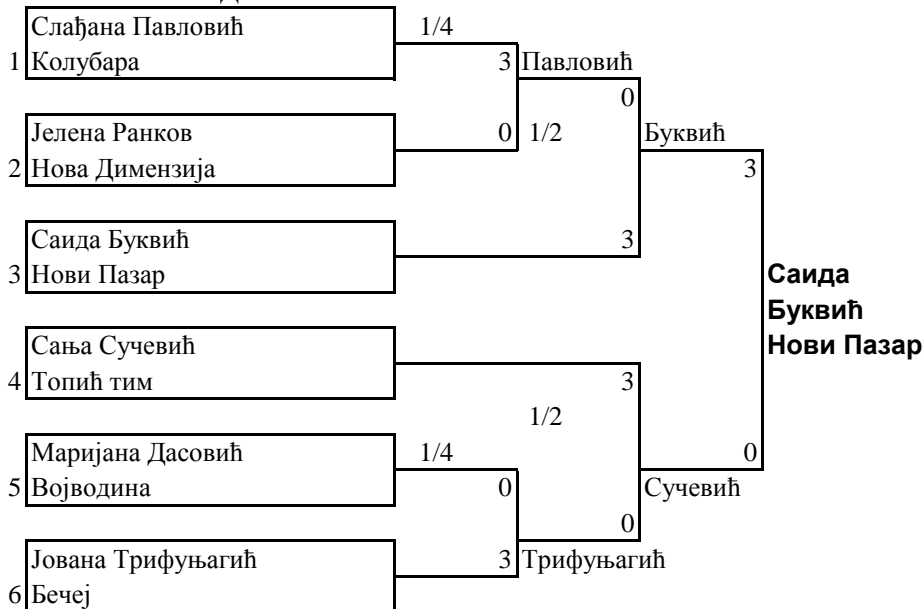 Слађана Павловић 1/4
1 Колубара 3 Павловић
0
Јелена Ранков 0 1/2 Буквић
2 Нова Димензија 3
Саида Буквић 3
3 Нови Пазар Саида
Буквић
Сања Сучевић Нови Пазар
4 Топић тим 3
1/2
Маријана Дасовић 1/4 0
5 Војводина 0 Сучевић
0
Јована Трифуњагић 3 Трифуњагић
6 Бечеј